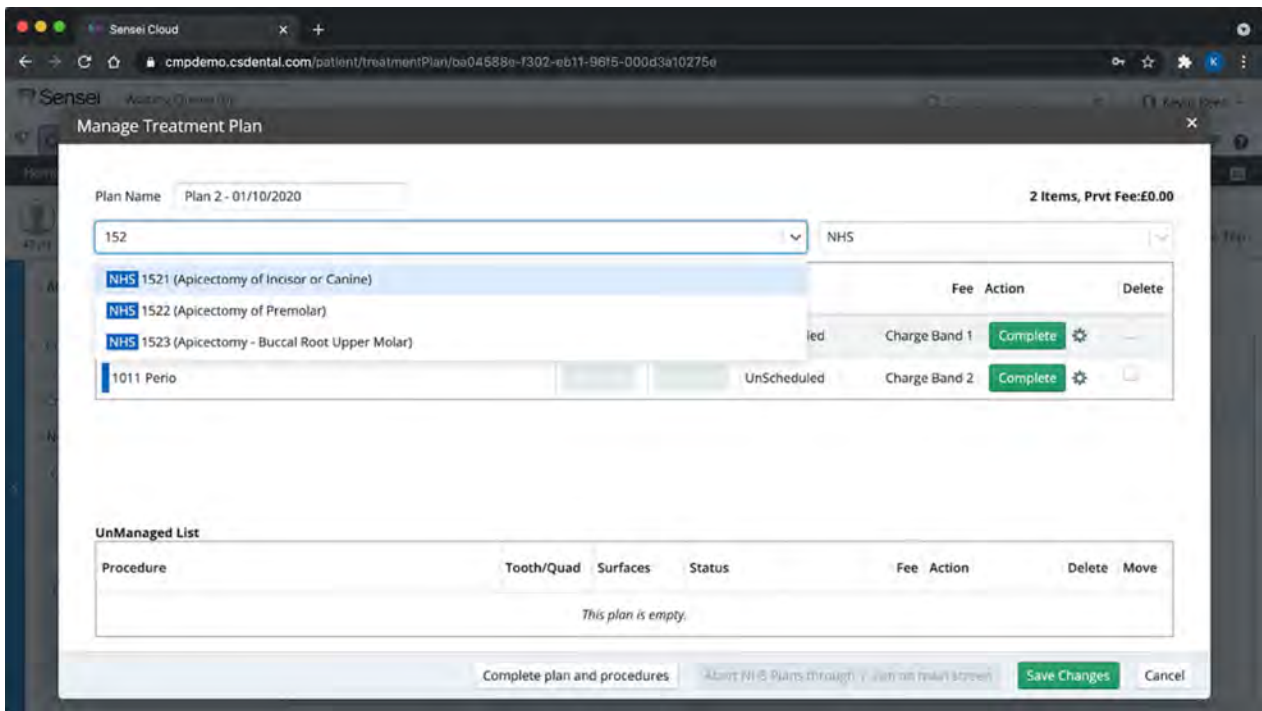 Sensei Cloud
cmpdemo.csdental.com/patient/treatmentPlan/ba04588e-f302-eb11-96f5-000d3a10275e
K
Sensei
Manage Treatment Plan
Plan Name Plan 2 - 01/10/2020 2 Items, Prvt Fee:£0.00
152 NHS
NHS 1521 (Apicectomy of Incisor or Canine)
Fee Action Delete
NHS 1522 (Apicectomy of Premolar)
NHS 1523 (Apicectomy - Buccal Root Upper Molar)
Charge Band 1 Complete
1011 Perio UnScheduled Charge Band 2 Complete
UnManaged List
Procedure Tooth/Quad Surfaces Status Fee Action Delete Move
This plan is empty.
Complete plan and procedures Save Changes Cancel